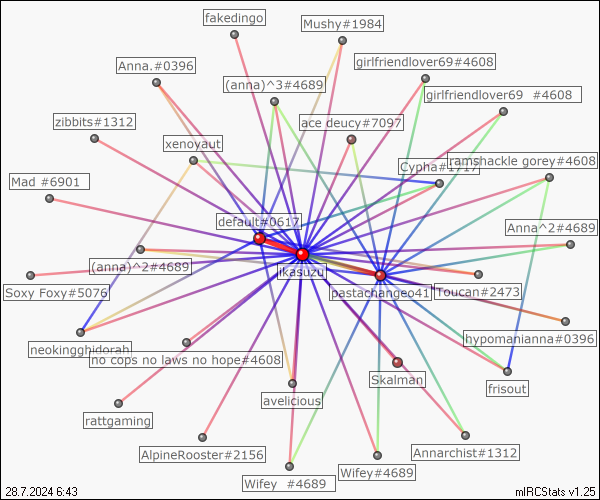 fakedingo
Mushy#1984
Anna.#0396
girlfriendlover69#4608
(anna)^3#4689
girlfriendlover69 #4608
zibbits#1312
ace deucy#7097
xenoyaut
Cypha#1717
ramshackle gorey#4608
Mad #6901
default#0617
Anna^2#4689
(anna)^2#4689
ikasuzu
Soxy Foxy#5076
pastachange041
Toucan#2473
hypomanianna#0396
neokingghidorah
no cops no laws no hope#4608
Skalman
frisout
avelicious
rattgaming
AlpineRooster#2156
Annarchist#1312
Wifey#4689
Wifey #4689
28.7.2024 6:43
mIRCStats v1.25